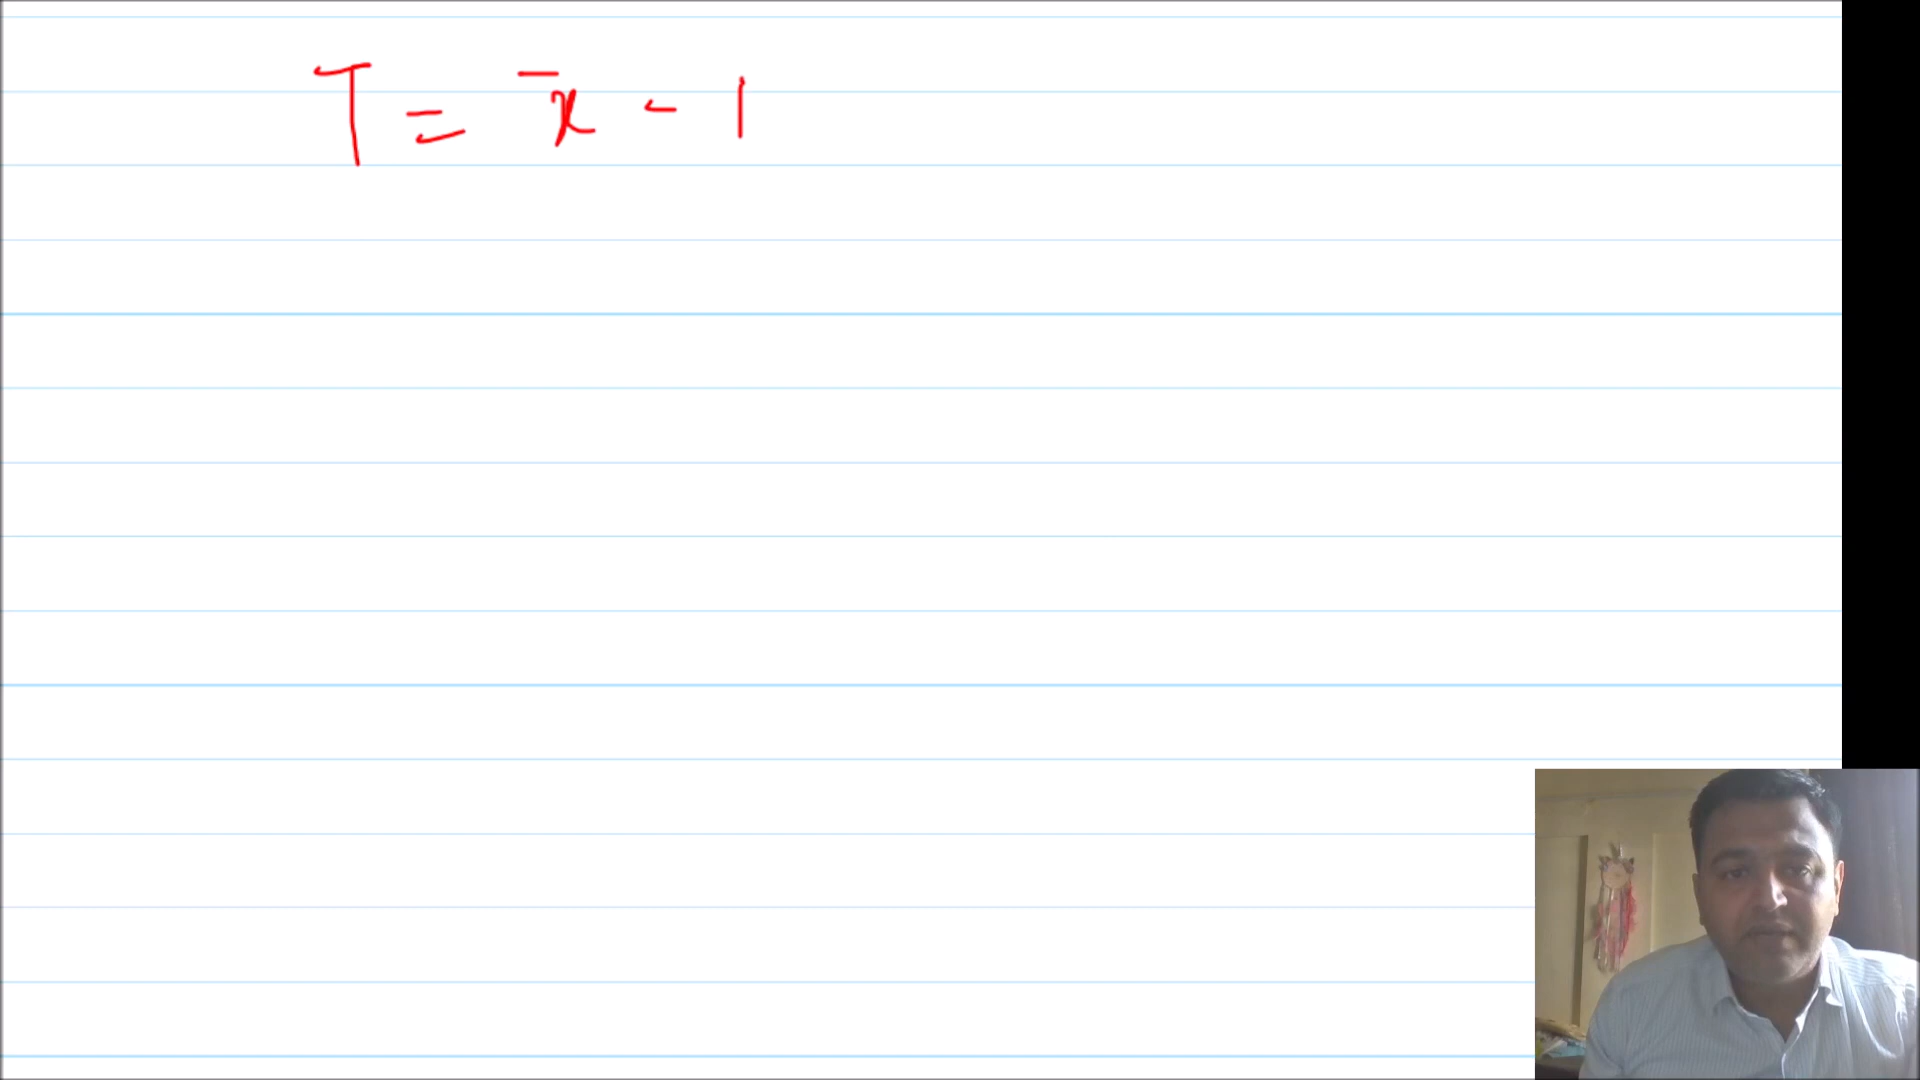 T = x̄ - 1